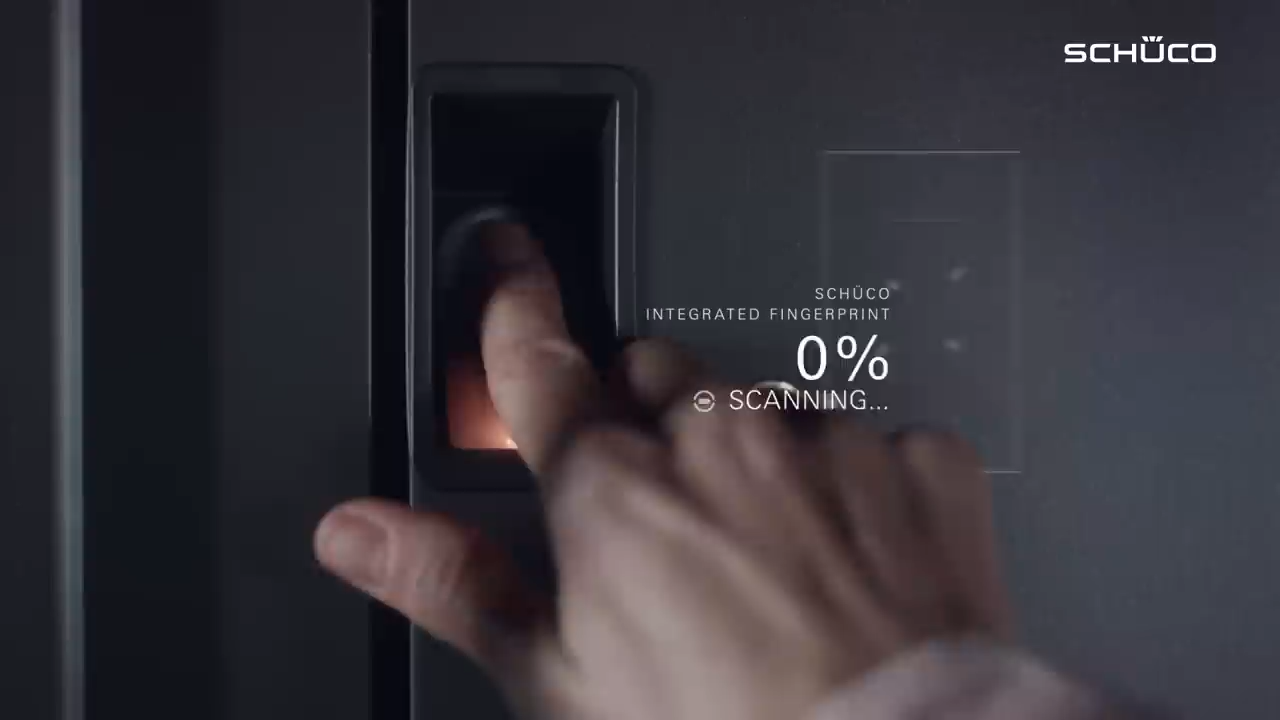 SCHÜCO
SCHÜCO
INTEGRATED FINGERPRINT
0%
SCANNING...